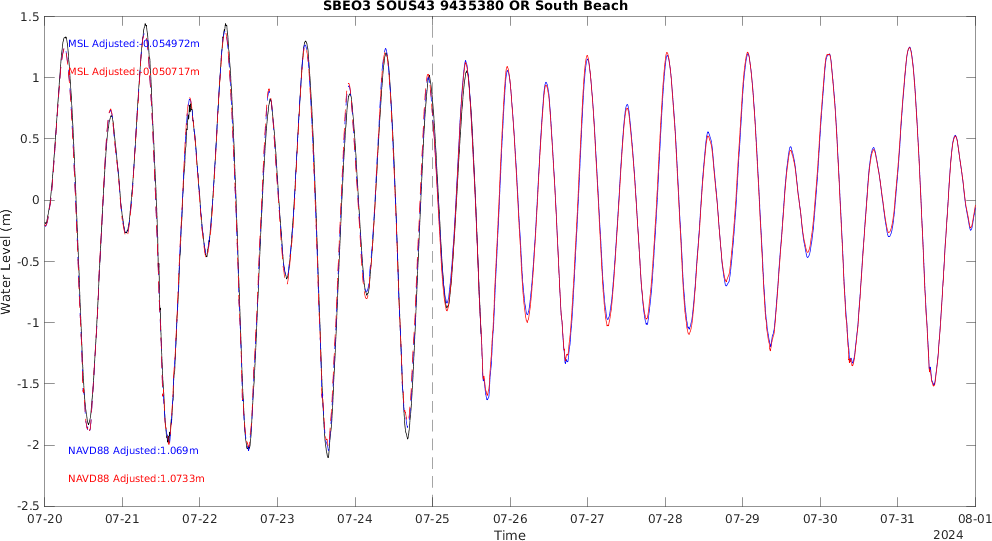 SBEO3 SOUS43 9435380 OR South Beach
1.5
1
0.5
0
-0.5
-1
-1.5
-2
-2.5
Water Level (m)
MSL Adjusted:-0.054972m
MSL Adjusted:-0.050717m
NAVD88 Adjusted:1.069m
NAVD88 Adjusted:1.0733m
07-20 07-21 07-22 07-23 07-24 07-25 07-26 07-27 07-28 07-29 07-30 07-31 08-01
Time
2024